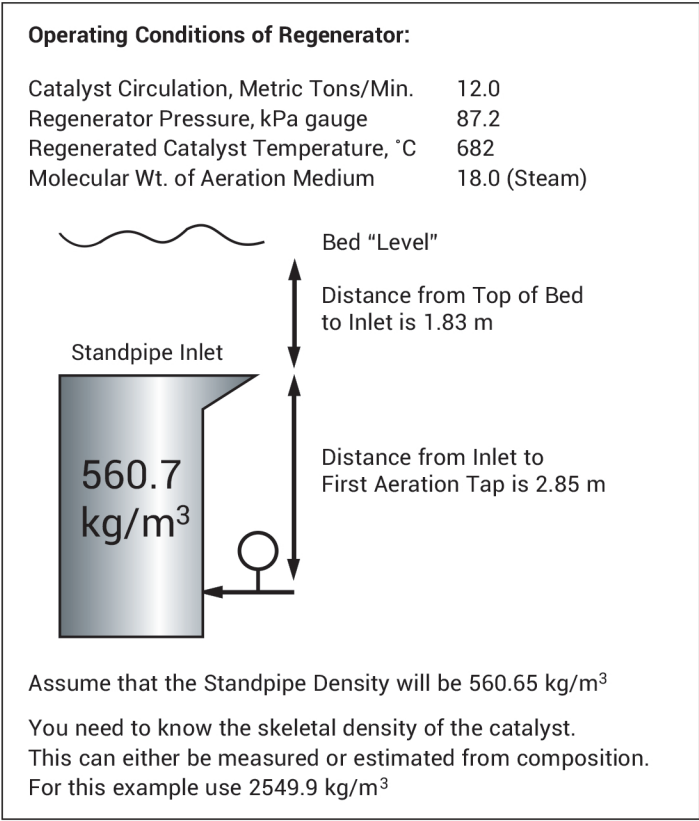 Operating Conditions of Regenerator:
Catalyst Circulation, Metric Tons/Min. 12.0
Regenerator Pressure, kPa gauge 87.2
Regenerated Catalyst Temperature, ˚C 682
Molecular Wt. of Aeration Medium 18.0 (Steam)
Bed “Level”
Distance from Top of Bed
to Inlet is 1.83 m
Standpipe Inlet
560.7
kg/m³
Distance from Inlet to
First Aeration Tap is 2.85 m
Assume that the Standpipe Density will be 560.65 kg/m³
You need to know the skeletal density of the catalyst.
This can either be measured or estimated from composition.
For this example use 2549.9 kg/m³